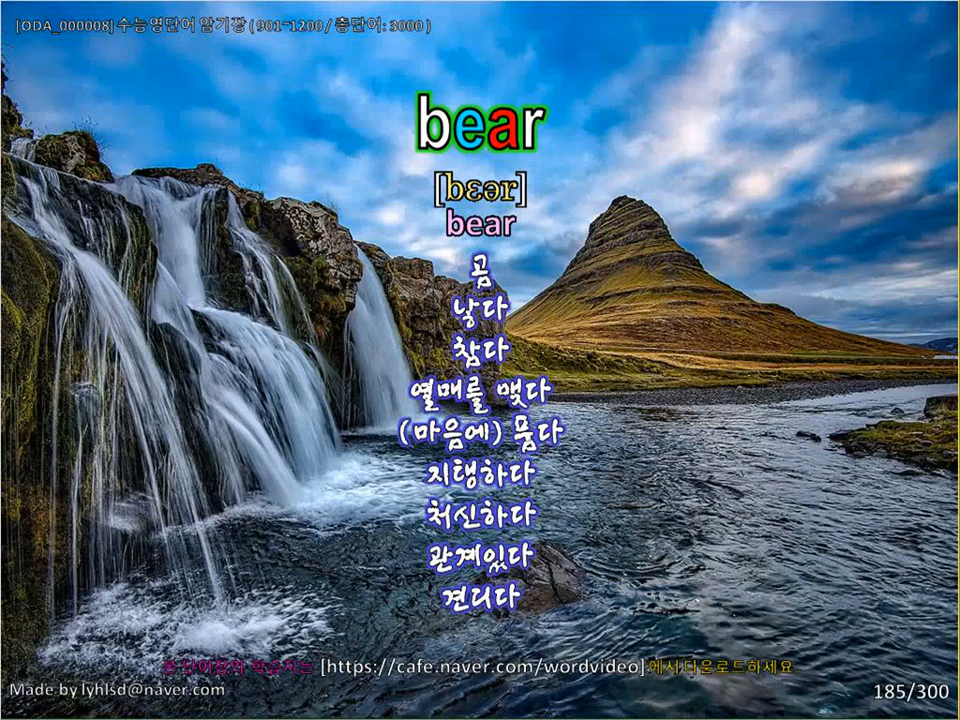 [ODA_000008] 수능영단어 암기장 ( 901~1200 / 총단어: 3000 )
bear
[bɛər]
bear
곰
낳다
참다
열매를 맺다
(마음에) 품다
지탱하다
처신하다
관계있다
견디다
본 단어장의 학습자는 [https://cafe.naver.com/wordvideo]에서 다운로드하세요
Made by lyhlsd@naver.com
185/300